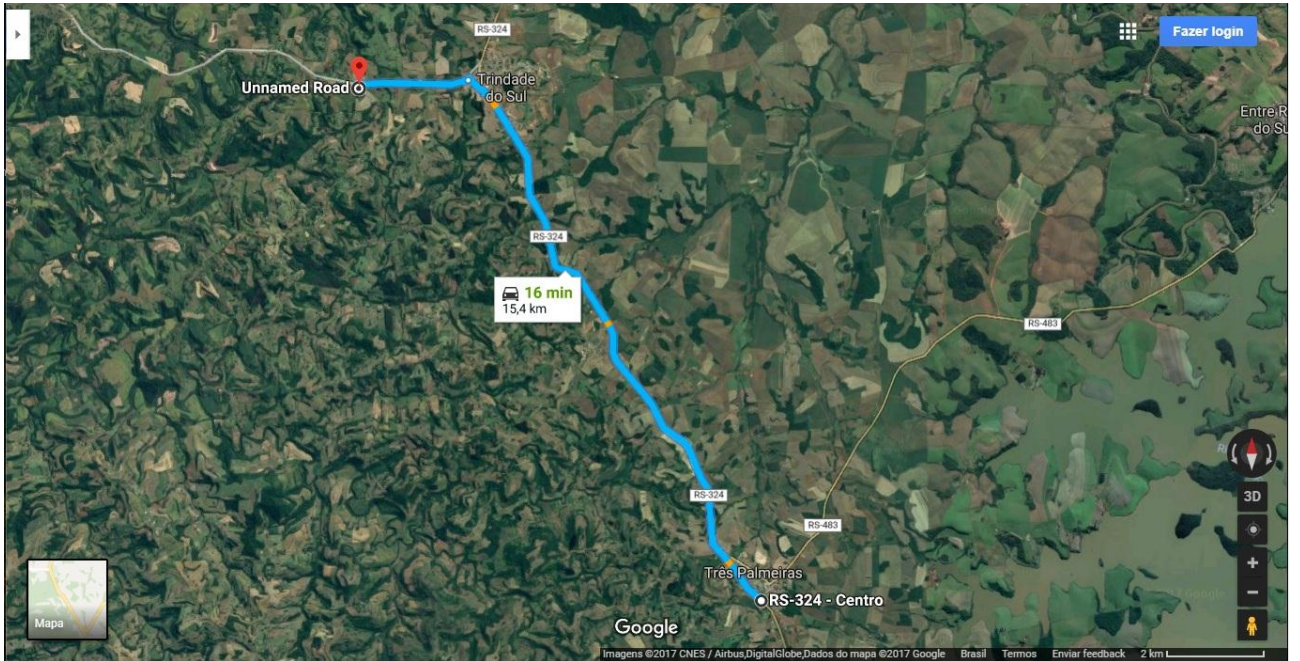 RS-324
Fazer login
Unnamed Road
Trindade
do Sul
Entre R
do Su
RS-324
16 min
15,4 km
RS-483
3D
RS-324
RS-483
Três Palmeiras
RS-324 - Centro
Mapa
Google
Imagens ©2017 CNES / Airbus,DigitalGlobe,Dados do mapa ©2017 Google Brasil Termos Enviar feedback 2 km